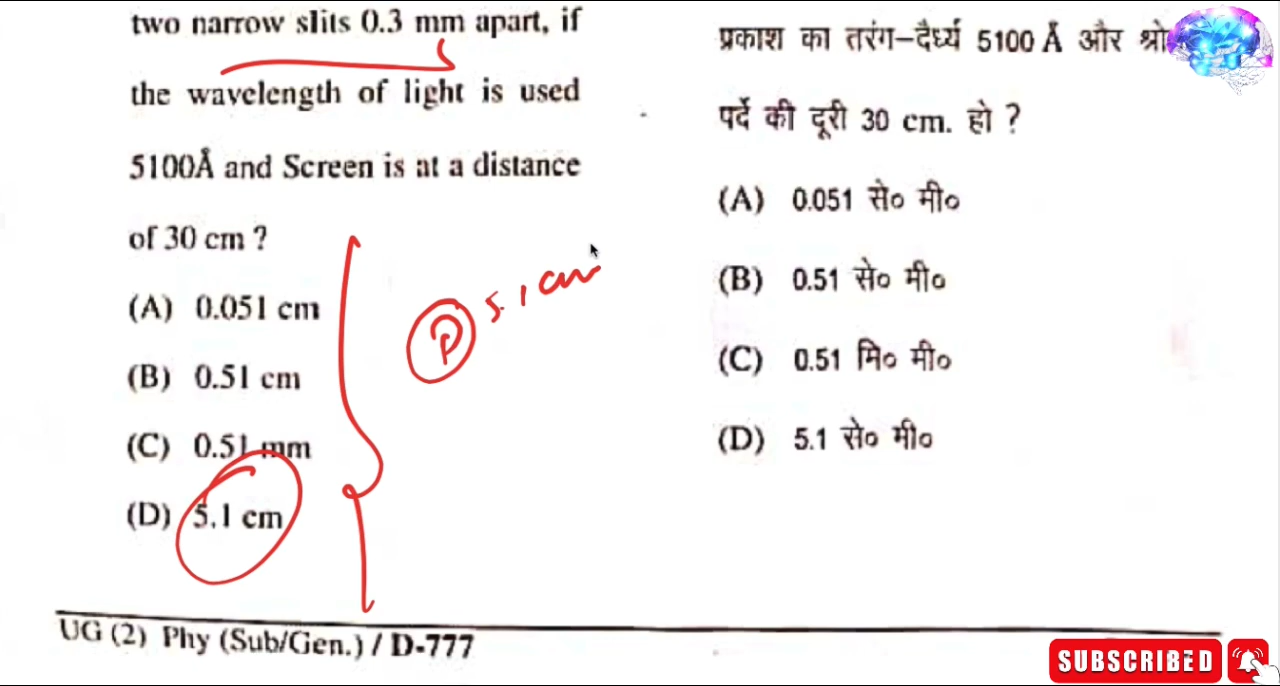 two narrow slits 0.3 mm apart, if
the wavelength of light is used
5100Å and Screen is at a distance
of 30 cm ?
(A) 0.051 cm
(B) 0.51 cm
(C) 0.51 mm
(D) 5.1 cm
5.1 cm
UG (2) Phy (Sub/Gen.) / D-777
प्रकाश का तरंग-दैर्ध्य 5100 Å और
पर्दे की दूरी 30 cm. हो ?
(A) 0.051 से० मी०
(B) 0.51 से० मी०
(C) 0.51 मि० मी०
(D) 5.1 से० मी०
SUBSCRIBED